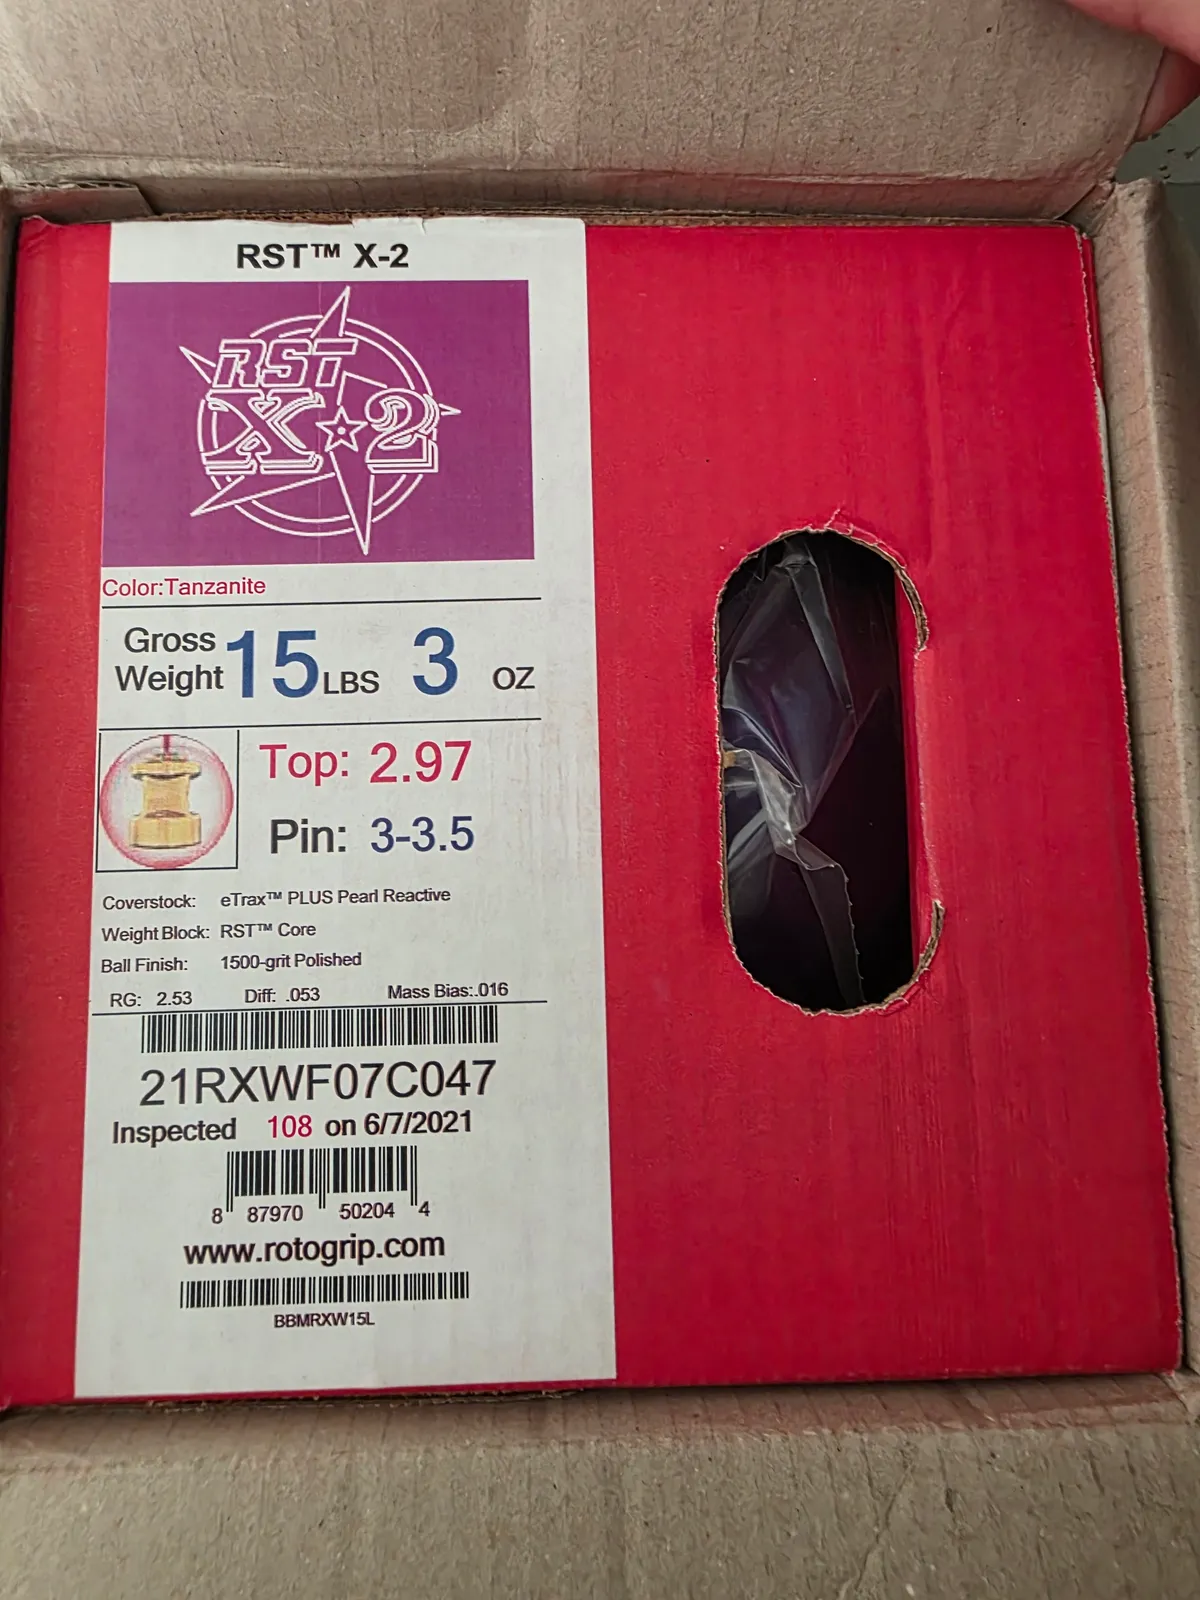 RST™ X-2
RST
X 2
Color:Tanzanite
Gross Weight 15 LBS 3 OZ
Top: 2.97
Pin: 3-3.5
Coverstock: eTrax™ PLUS Pearl Reactive
Weight Block: RST™ Core
Ball Finish: 1500-grit Polished
RG: 2.53 Diff: .053 Mass Bias:.016
21RXWF07C047
Inspected 108 on 6/7/2021
8 87970 50204 4
www.rotogrip.com
BBMRXW15L